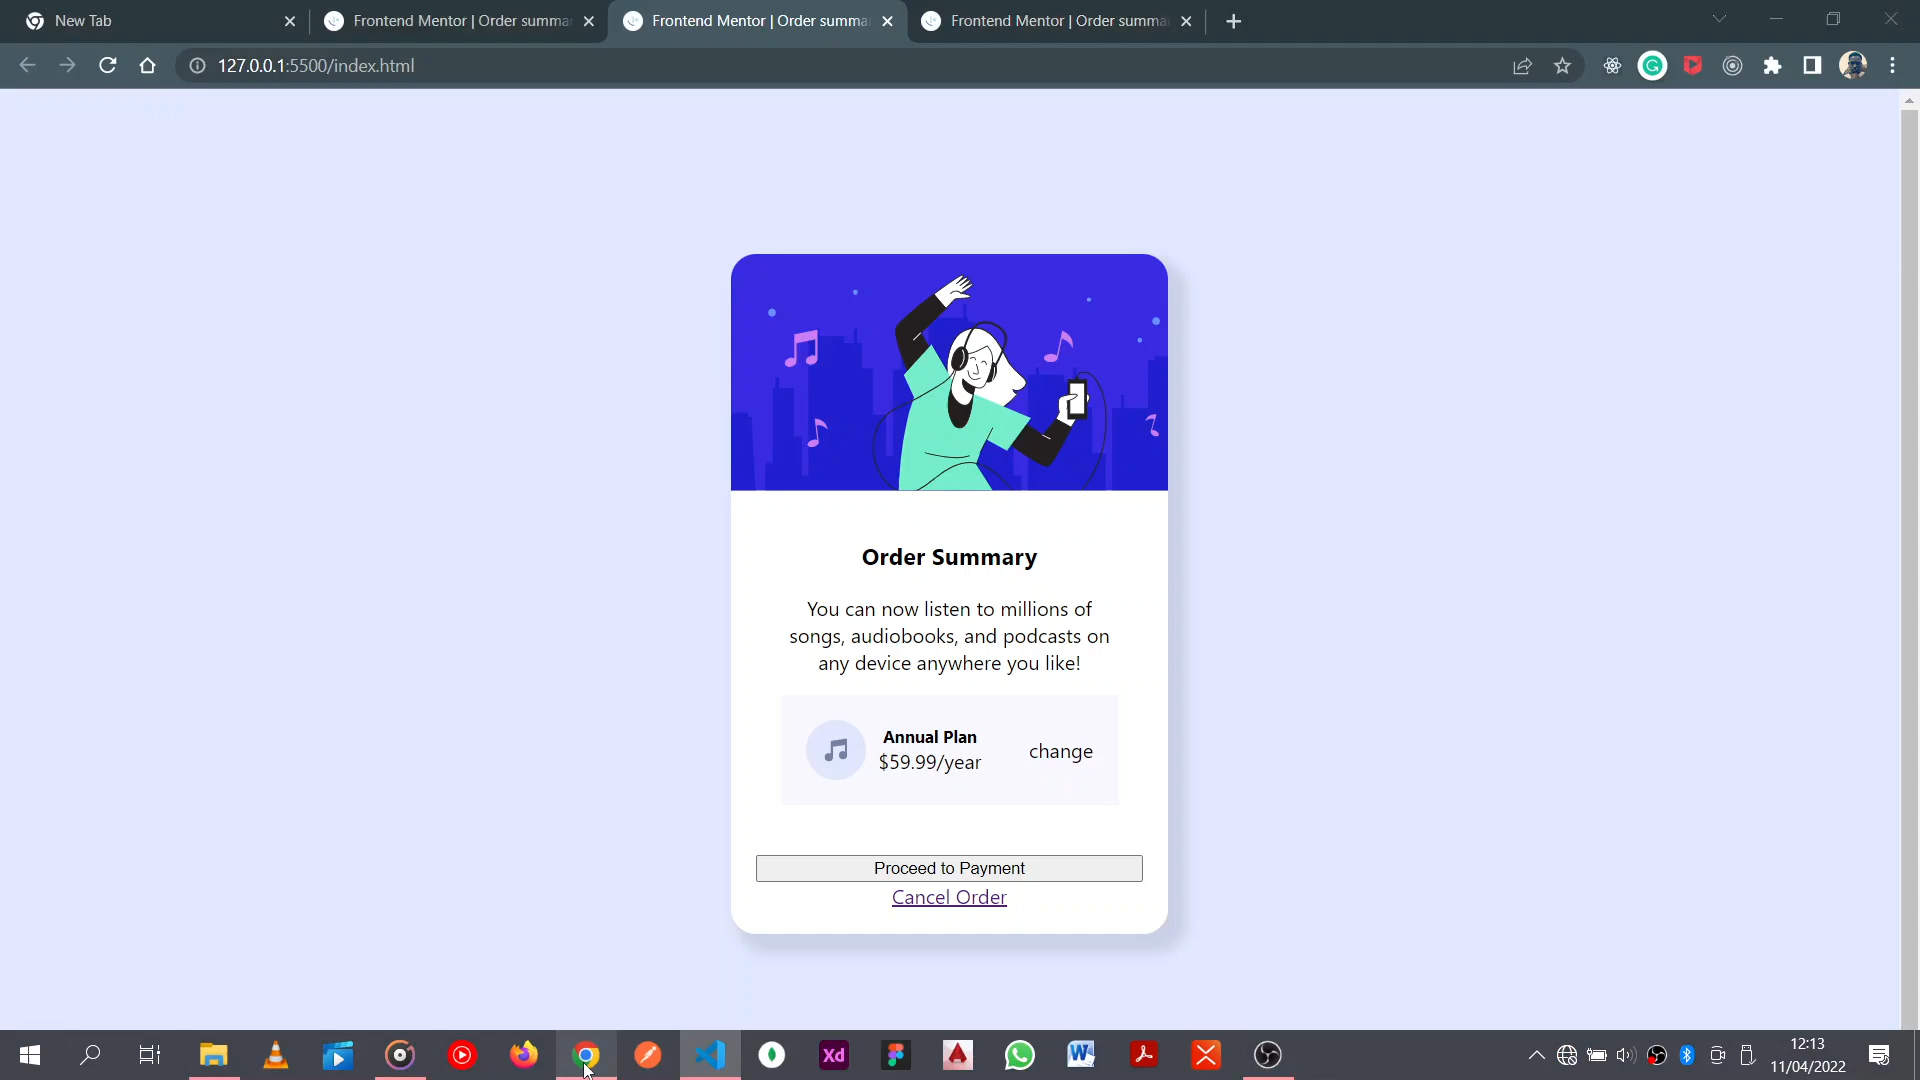 New Tab
Frontend Mentor | Order summa
Frontend Mentor | Order summa
Frontend Mentor | Order summa
127.0.0.1:5500/index.html
Order Summary
You can now listen to millions of
songs, audiobooks, and podcasts on
any device anywhere you like!
Annual Plan
$59.99/year
change
Proceed to Payment
Cancel Order
Xd
12:13
11/04/2022